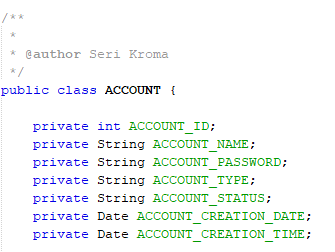 /**
 *
 * @author Seri Kroma
 */
public class ACCOUNT {
    private int ACCOUNT_ID;
    private String ACCOUNT_NAME;
    private String ACCOUNT_PASSWORD;
    private String ACCOUNT_TYPE;
    private String ACCOUNT_STATUS;
    private Date ACCOUNT_CREATION_DATE;
    private Date ACCOUNT_CREATION_TIME;